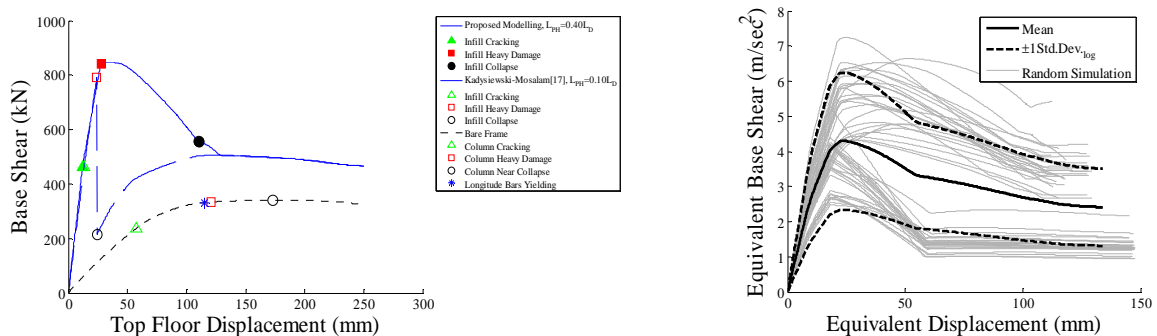 1000
800
600
400
200
0
Base Shear (kN)
0 50 100 150 200 250 300
Top Floor Displacement (mm)
Proposed Modelling, L_PH=0.40L_D
Infill Cracking
Infill Heavy Damage
Infill Collapse
Kadysiewski-Mosalam[17], L_PH=0.10L_D
Infill Cracking
Infill Heavy Damage
Infill Collapse
Bare Frame
Column Cracking
Column Heavy Damage
Column Near Collapse
Longitude Bars Yielding
8
7
6
5
4
3
2
1
0
Equivalent Base Shear (m/sec²)
0 50 100 150
Equivalent Displacement (mm)
Mean
±1Std.Dev._log
Random Simulation